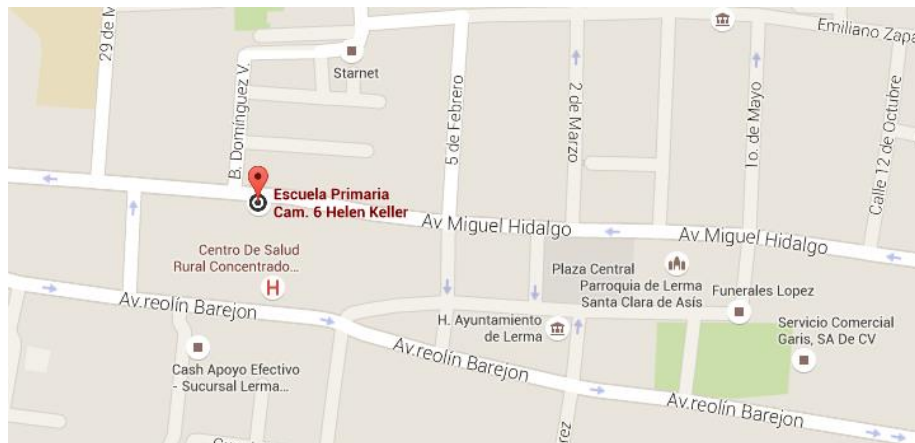 29 de M
Starnet
Emiliano Zapa
B. Domínguez V.
5 de Febrero
2 de Marzo
1o. de Mayo
Calle 12 de Octubre
Escuela Primaria
Cam. 6 Helen Keller
Av Miguel Hidalgo
Av Miguel Hidalgo
Centro De Salud
Rural Concentrado...
H
Plaza Central
Parroquia de Lerma
Santa Clara de Asís
Funerales Lopez
Av.reolín Barejon
H. Ayuntamiento
de Lerma
Servicio Comercial
Garis, SA De CV
Av.reolín Barejon
Cash Apoyo Efectivo
- Sucursal Lerma...
Av.reolín Barejon